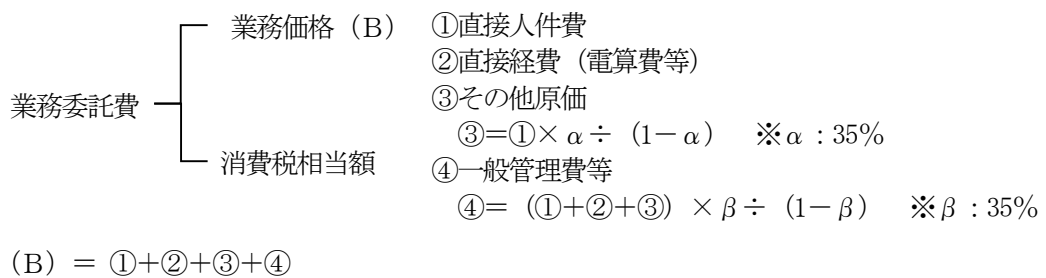 業務価格（B） ①直接人件費
②直接経費（電算費等）
業務委託費
③その他原価
③＝①×α÷（1－α） ※α：35%
消費税相当額
④一般管理費等
④＝（①＋②＋③）×β÷（1－β） ※β：35%
（B）＝ ①＋②＋③＋④